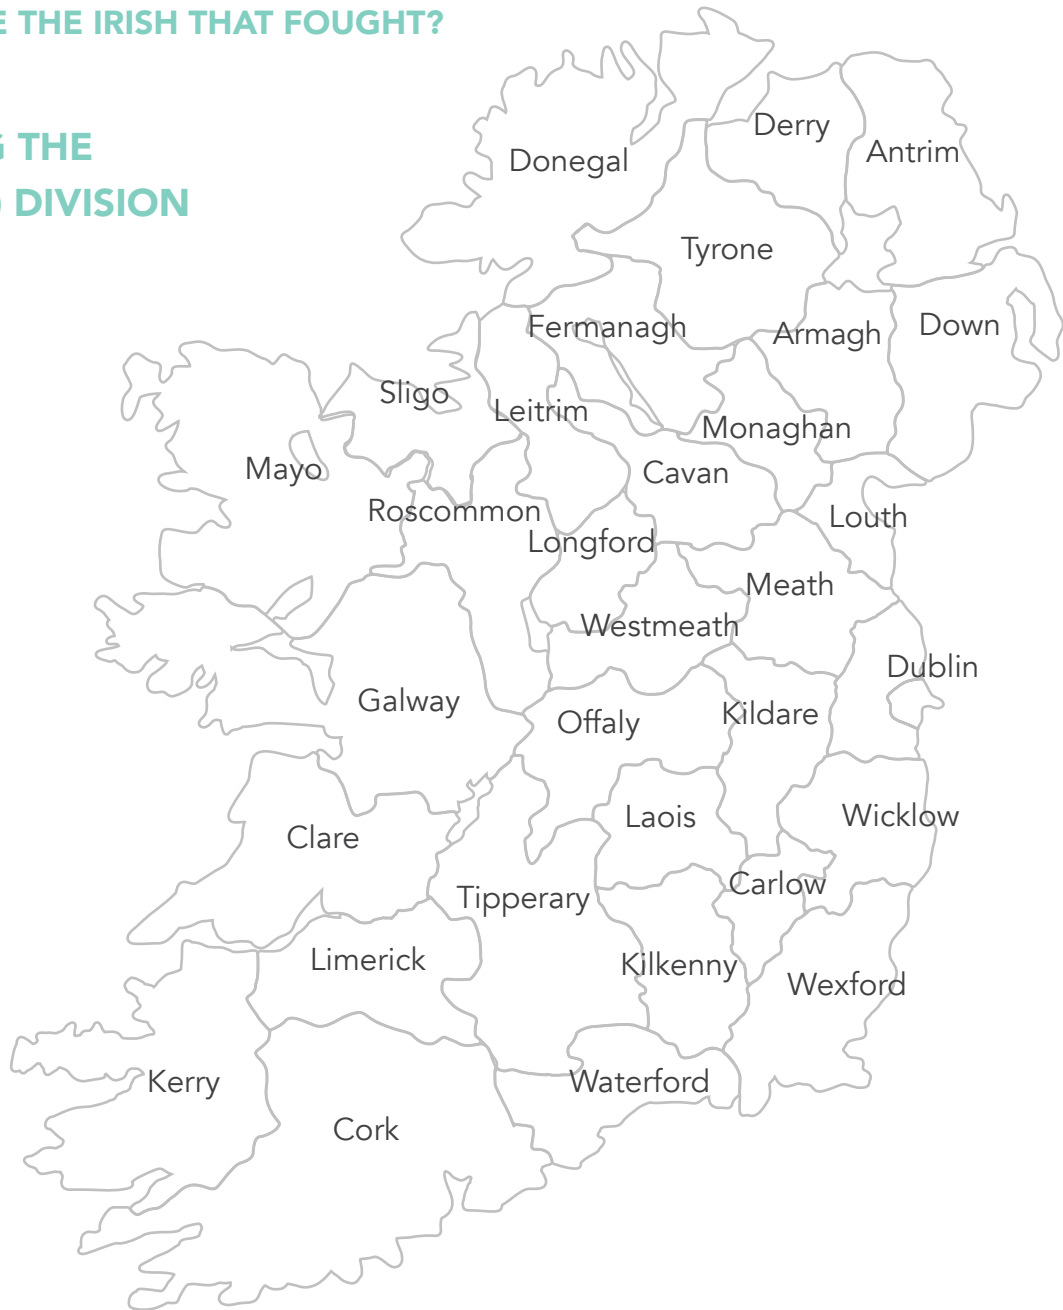 E THE IRISH THAT FOUGHT?
G THE
) DIVISION
Derry
Antrim
Donegal
Tyrone
Fermanagh
Armagh
Down
Sligo
Leitrim
Monaghan
Mayo
Cavan
Roscommon
Louth
Longford
Meath
Westmeath
Dublin
Galway
Offaly
Kildare
Laois
Wicklow
Clare
Carlow
Tipperary
Limerick
Kilkenny
Wexford
Kerry
Waterford
Cork